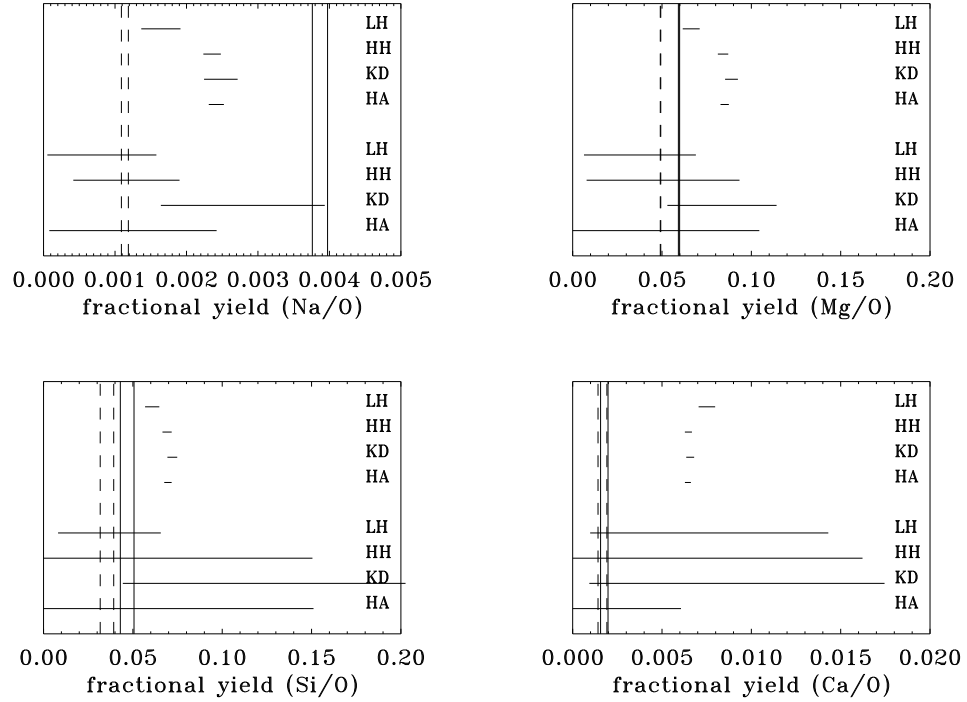 LH
HH
KD
HA
LH
HH
KD
HA
0.000 0.001 0.002 0.003 0.004 0.005
fractional yield (Na/O)
LH
HH
KD
HA
LH
HH
KD
HA
0.00 0.05 0.10 0.15 0.20
fractional yield (Mg/O)
LH
HH
KD
HA
LH
HH
KD
HA
0.00 0.05 0.10 0.15 0.20
fractional yield (Si/O)
LH
HH
KD
HA
LH
HH
KD
HA
0.000 0.005 0.010 0.015 0.020
fractional yield (Ca/O)